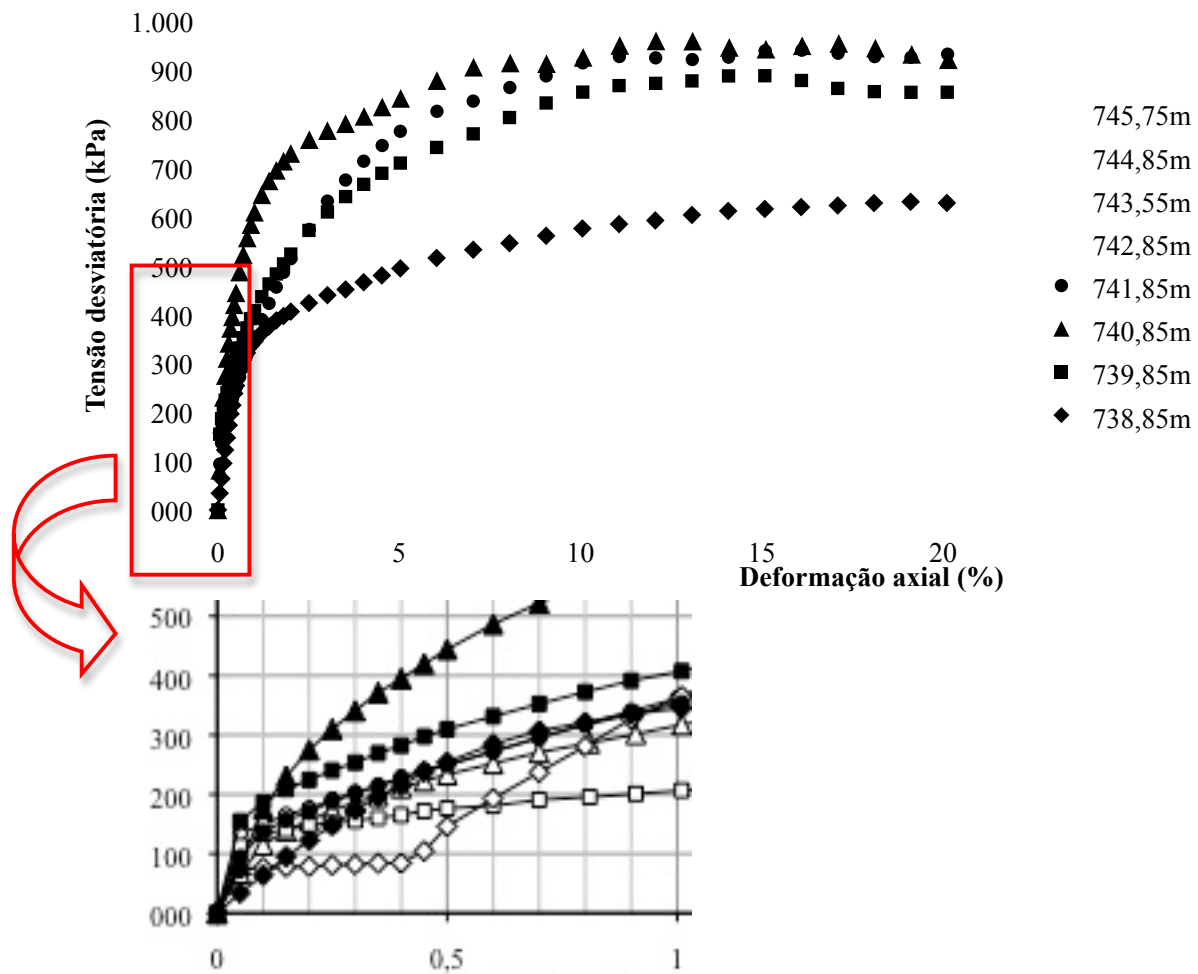 1.000
900
800
700
600
500
400
300
200
100
000
Tensão desviatória (kPa)
0 5 10 15 20
Deformação axial (%)
745,75m
744,85m
743,55m
742,85m
741,85m
740,85m
739,85m
738,85m
500
400
300
200
100
000
0 0,5 1